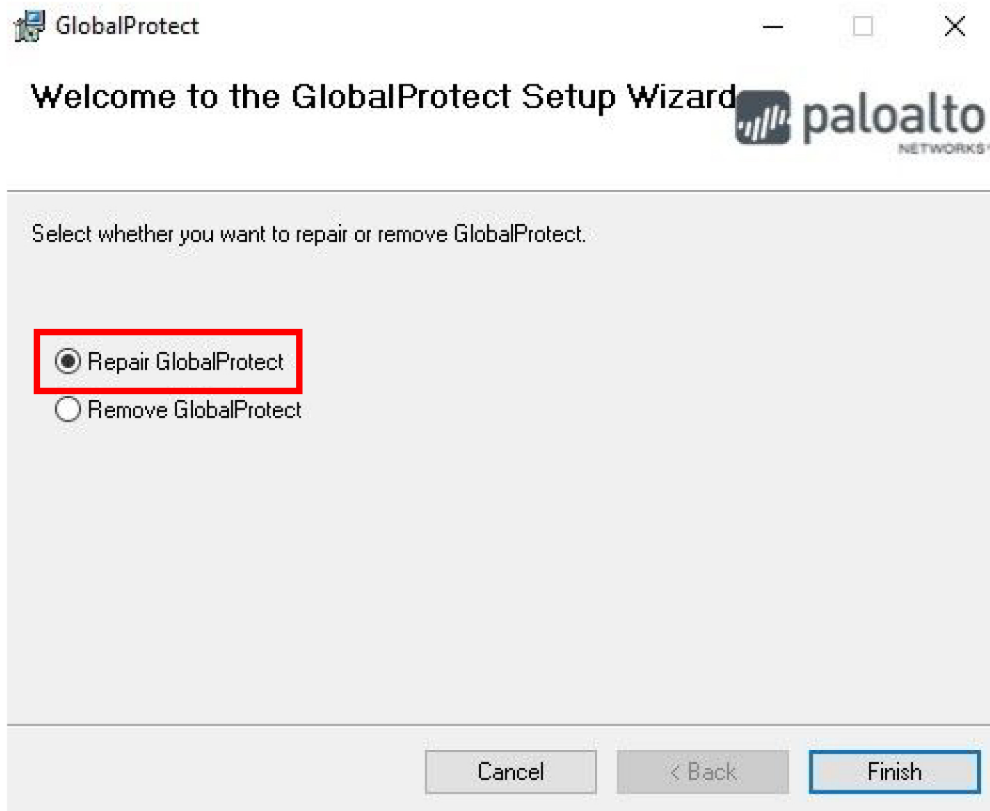 GlobalProtect
Welcome to the GlobalProtect Setup Wizard
paloalto
NETWORKS
Select whether you want to repair or remove GlobalProtect.
Repair GlobalProtect
Remove GlobalProtect
Cancel
< Back
Finish